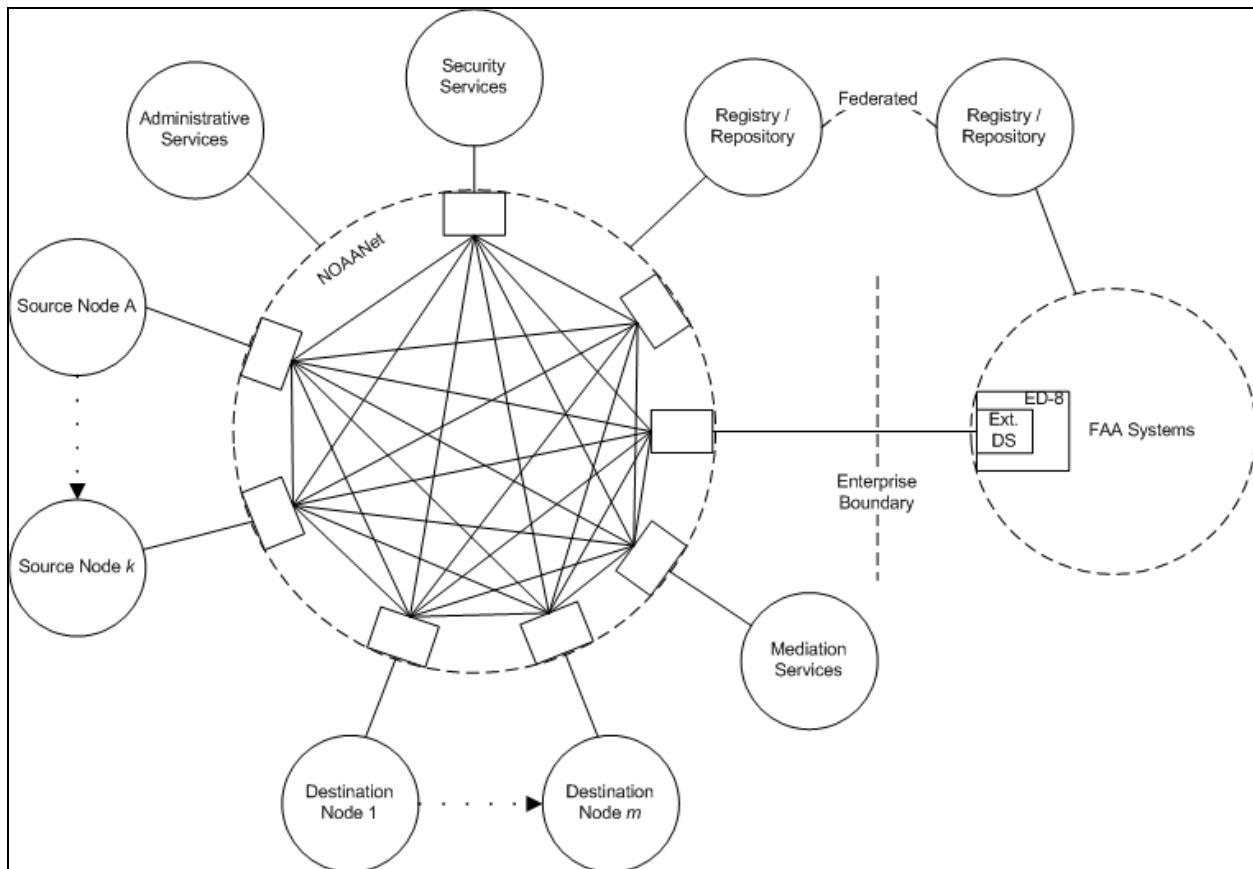 Security
Services
Administrative
Services
Registry /
Repository
Federated
Registry /
Repository
NOAANet
Source Node A
ED-8
Ext.
DS
FAA Systems
Enterprise
Boundary
Source Node k
Mediation
Services
Destination
Node 1
Destination
Node m